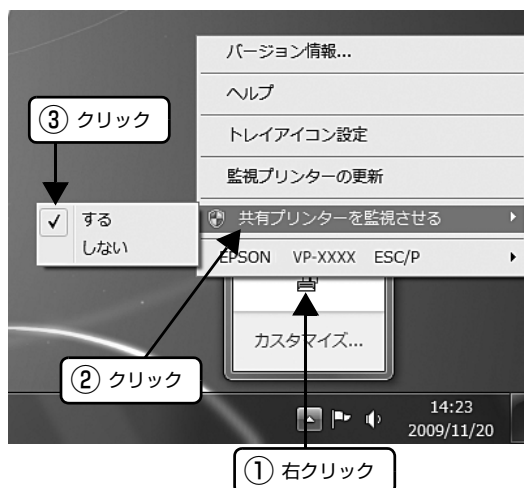 バージョン情報...
ヘルプ
トレイアイコン設定
監視プリンターの更新
共有プリンターを監視させる
EPSON VP-XXXX ESC/P
③ クリック
する
しない
カスタマイズ...
② クリック
14:23
2009/11/20
① 右クリック